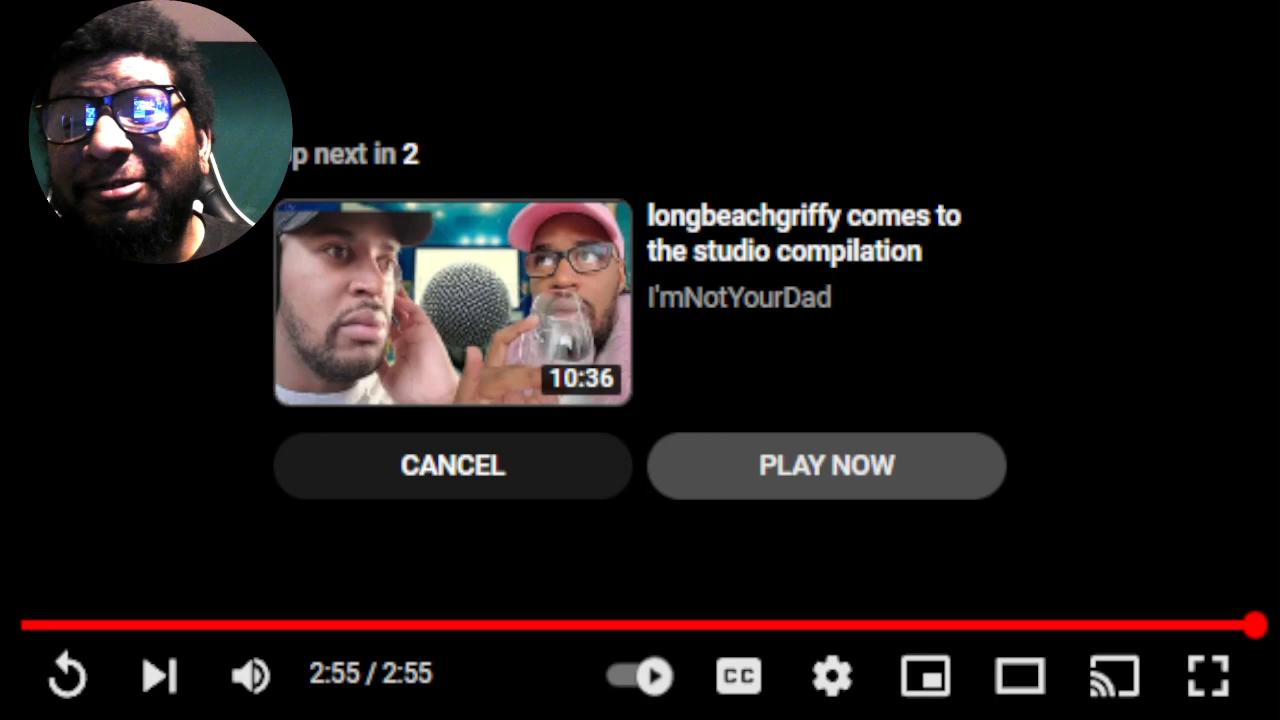 next in 2
longbeachgriffy comes to
the studio compilation
I'mNotYourDad
10:36
CANCEL
PLAY NOW
2:55 / 2:55
CC